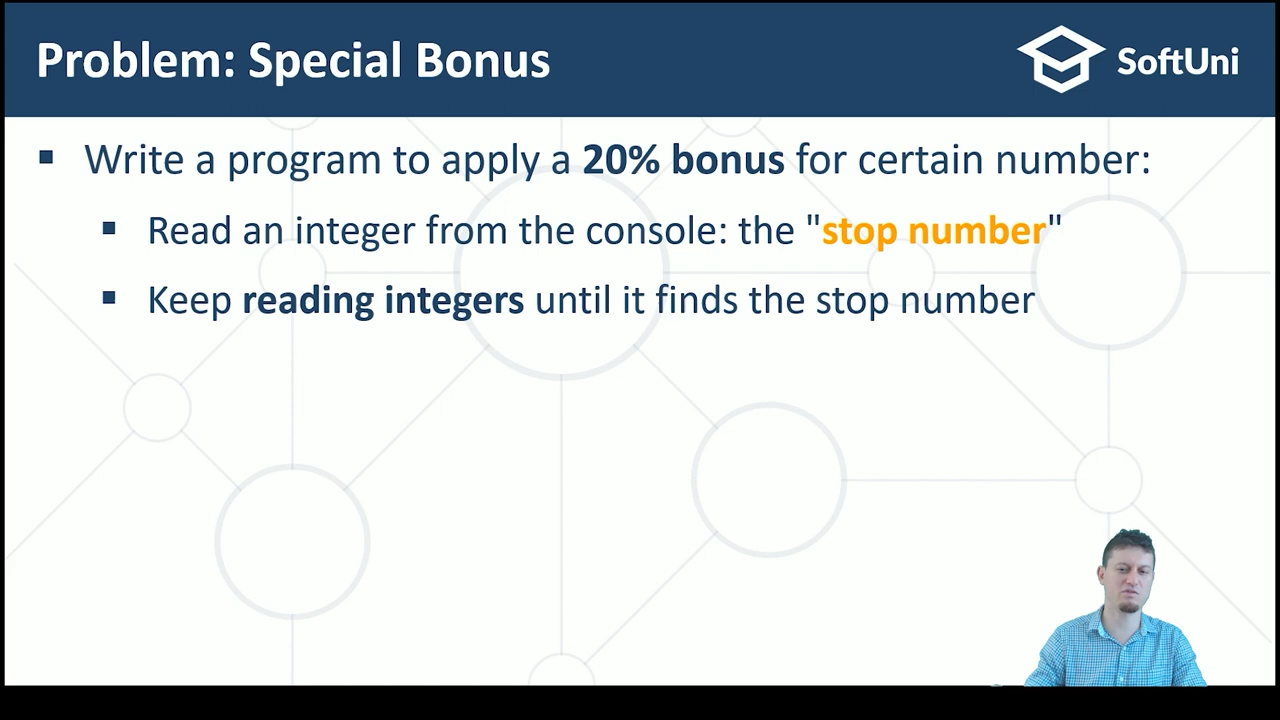 Problem: Special Bonus
SoftUni
Write a program to apply a 20% bonus for certain number:
Read an integer from the console: the "stop number"
Keep reading integers until it finds the stop number